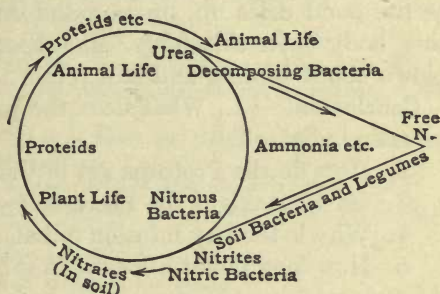 Proteids etc
Animal Life
Urea
Animal Life
Decomposing Bacteria
Free
N.
Proteids
Ammonia etc.
Plant Life
Nitrous
Bacteria
Soil Bacteria and Legumes
Nitrates
(In soil)
Nitrites
Nitric Bacteria